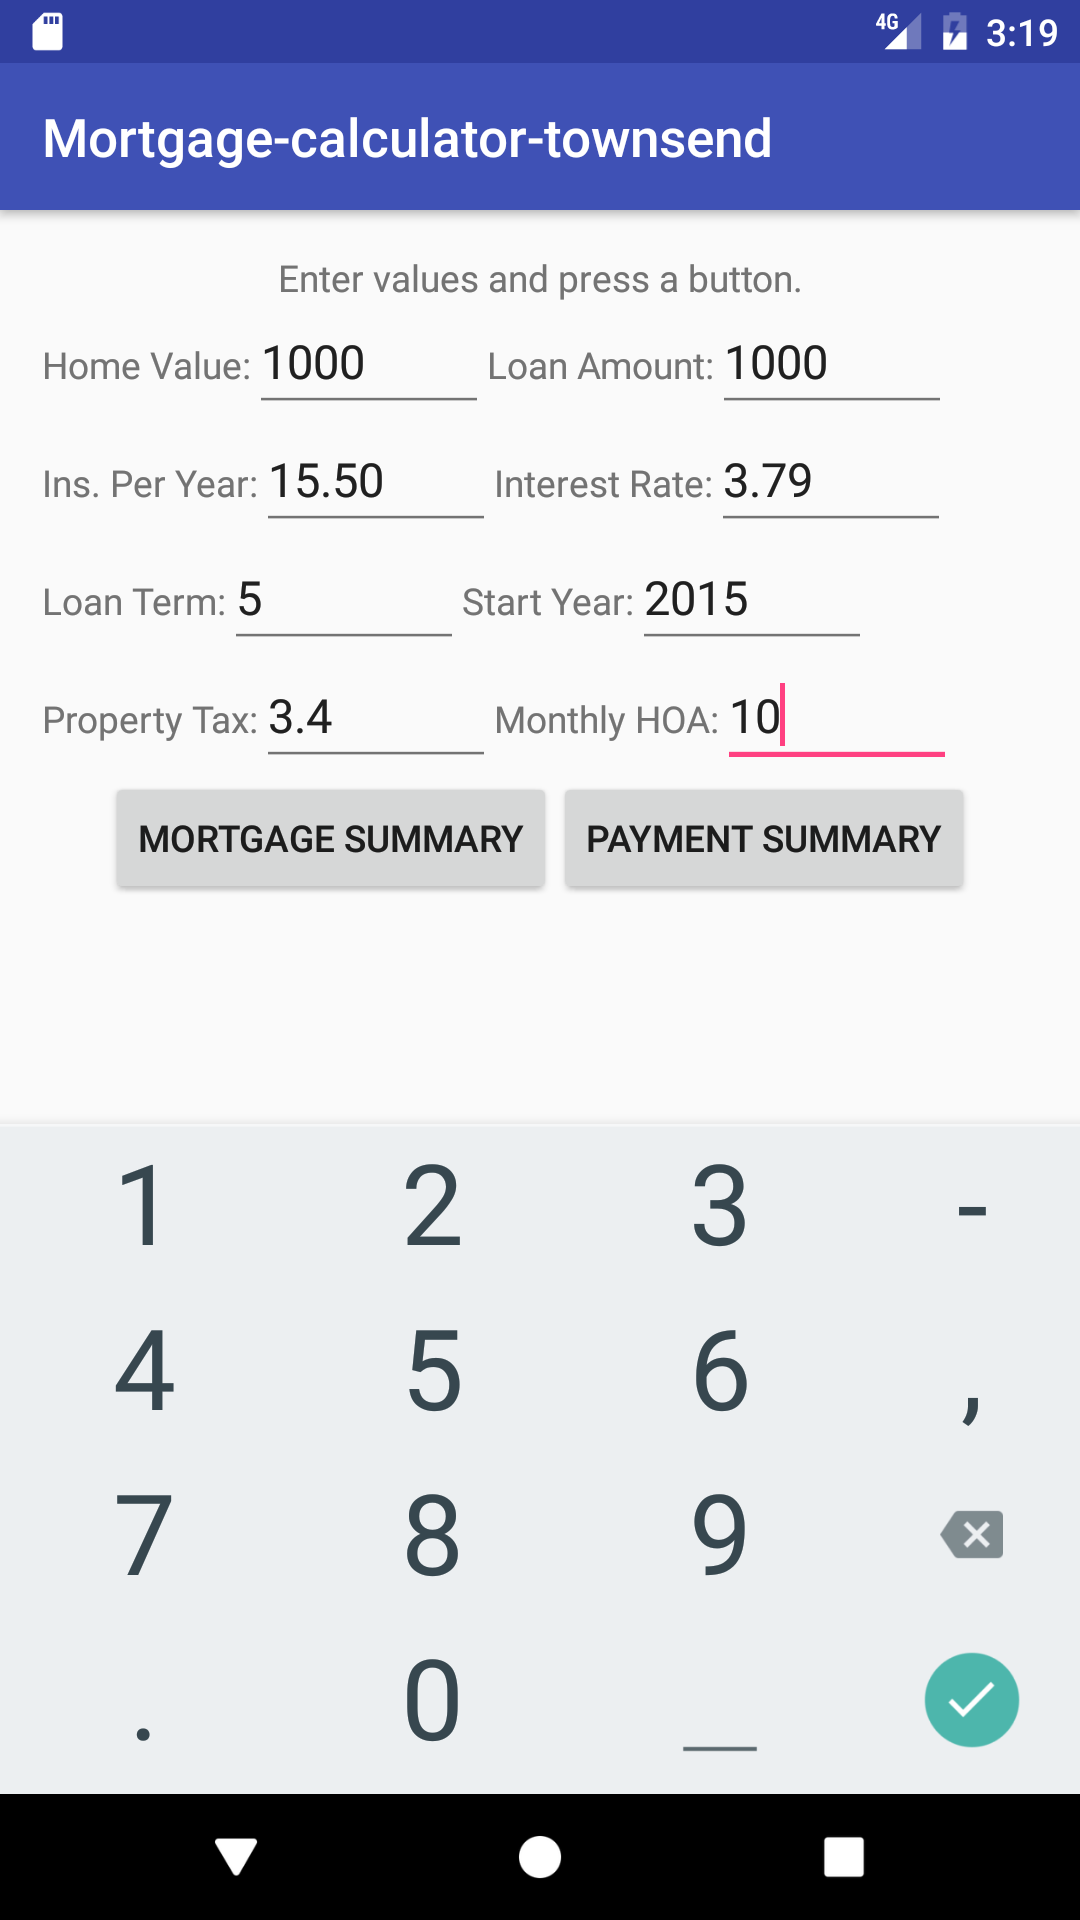 4G 3:19
Mortgage-calculator-townsend
Enter values and press a button.
Home Value: 1000 Loan Amount: 1000
Ins. Per Year: 15.50 Interest Rate: 3.79
Loan Term: 5 Start Year: 2015
Property Tax: 3.4 Monthly HOA: 10
MORTGAGE SUMMARY PAYMENT SUMMARY
1 2 3 -
4 5 6 ,
7 8 9
. 0 _